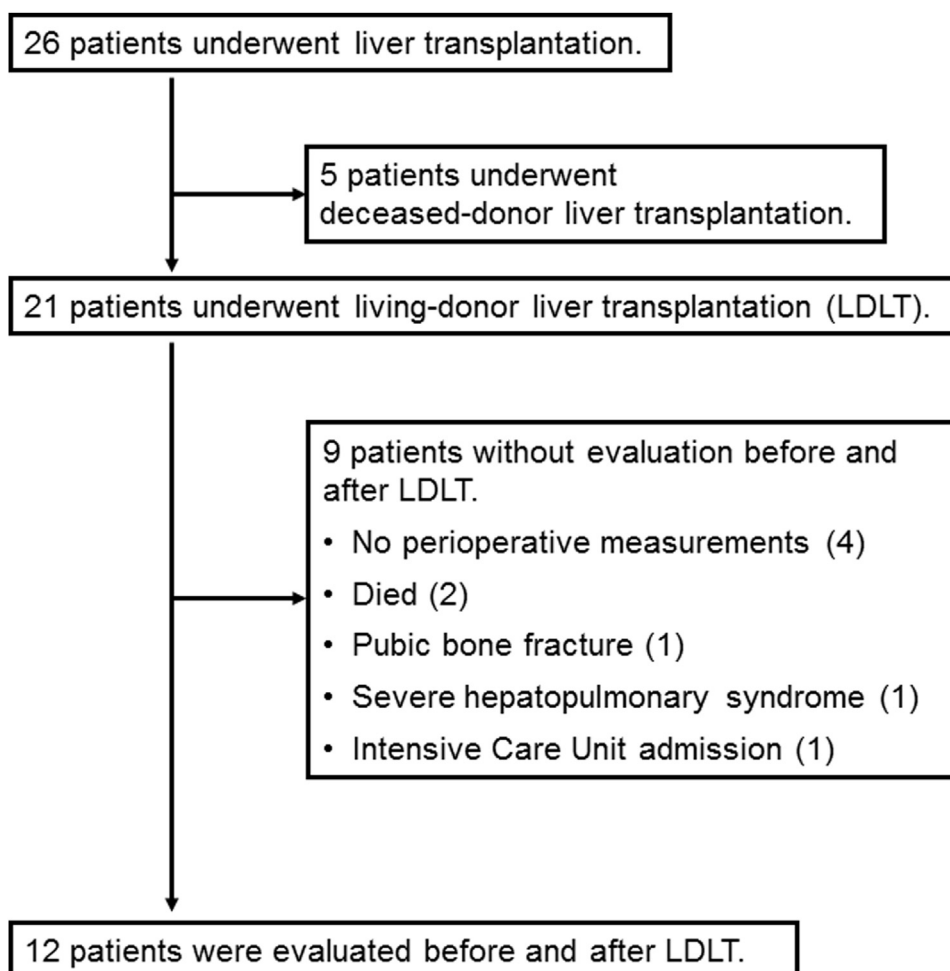 26 patients underwent liver transplantation.
5 patients underwent
deceased-donor liver transplantation.
21 patients underwent living-donor liver transplantation (LDLT).
9 patients without evaluation before and
after LDLT.
• No perioperative measurements (4)
• Died (2)
• Pubic bone fracture (1)
• Severe hepatopulmonary syndrome (1)
• Intensive Care Unit admission (1)
12 patients were evaluated before and after LDLT.